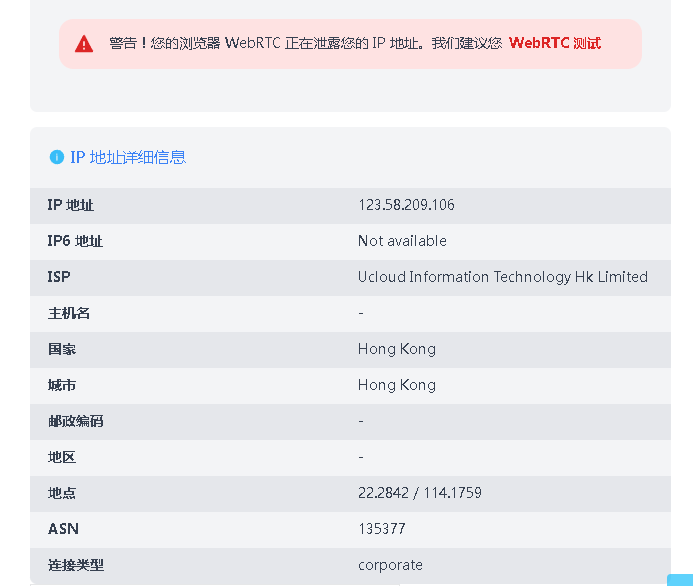 警告！您的浏览器 WebRTC 正在泄露您的 IP 地址。我们建议您 WebRTC 测试
IP 地址详细信息
IP 地址 123.58.209.106
IP6 地址 Not available
ISP Ucloud Information Technology Hk Limited
主机名 -
国家 Hong Kong
城市 Hong Kong
邮政编码 -
地区 -
地点 22.2842 / 114.1759
ASN 135377
连接类型 corporate